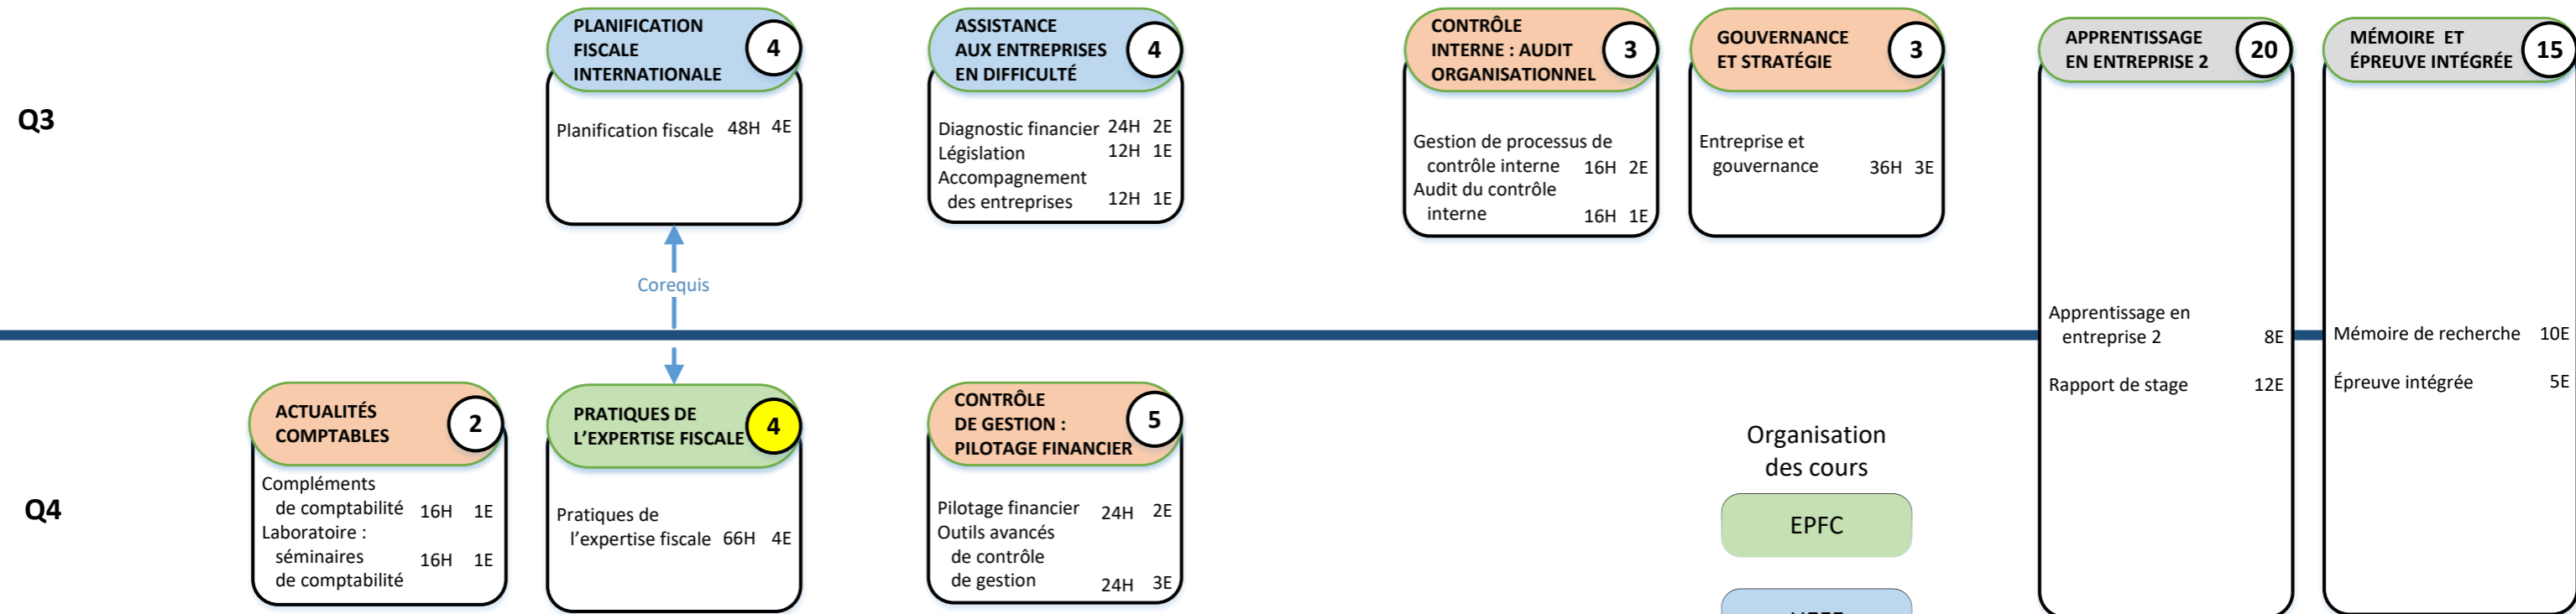 Q3
PLANIFICATION
FISCALE
INTERNATIONALE
4
Planification fiscale 48H 4E
ASSISTANCE
AUX ENTREPRISES
EN DIFFICULTÉ
4
Diagnostic financier 24H 2E
Législation 12H 1E
Accompagnement
des entreprises 12H 1E
CONTRÔLE
INTERNE : AUDIT
ORGANISATIONNEL
3
Gestion de processus de
contrôle interne 16H 2E
Audit du contrôle
interne 16H 1E
GOUVERNANCE
ET STRATÉGIE
3
Entreprise et
gouvernance 36H 3E
APPRENTISSAGE
EN ENTREPRISE 2
20
Apprentissage en
entreprise 2 8E
Rapport de stage 12E
MÉMOIRE ET
ÉPREUVE INTÉGRÉE
15
Mémoire de recherche 10E
Épreuve intégrée 5E
Corequis
Q4
ACTUALITÉS
COMPTABLES
2
Compléments
de comptabilité 16H 1E
Laboratoire :
séminaires
de comptabilité 16H 1E
PRATIQUES DE
L'EXPERTISE FISCALE
4
Pratiques de
l'expertise fiscale 66H 4E
CONTRÔLE
DE GESTION :
PILOTAGE FINANCIER
5
Pilotage financier 24H 2E
Outils avancés
de contrôle
de gestion 24H 3E
Organisation
des cours
EPFC